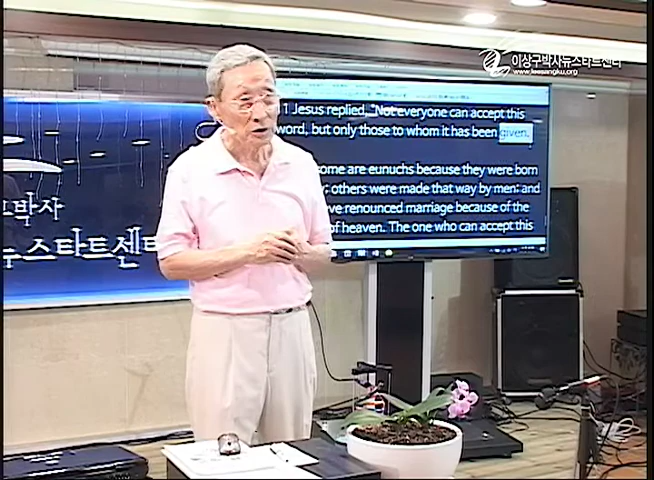 이상구박사뉴스타트센터
www.leesangku.org
1 Jesus replied, "Not everyone can accept this
word, but only those to whom it has been given.
some are eunuchs because they were born
others were made that way by men; and
renounced marriage because of the
of heaven. The one who can accept this
박사
뉴스타트센터